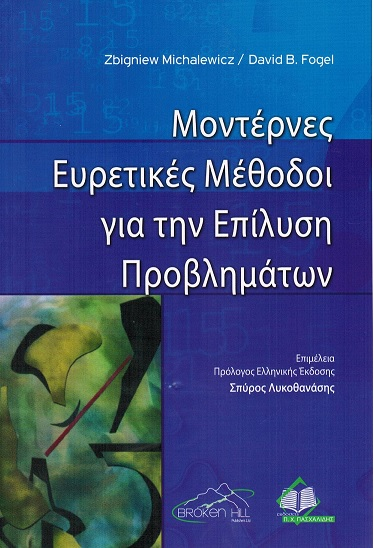 Zbigniew Michalewicz / David B. Fogel
Μοντέρνες
Ευρετικές Μέθοδοι
για την Επίλυση
Προβλημάτων
Επιμέλεια
Πρόλογος Ελληνικής Έκδοσης
Σπύρος Λυκοθανάσης
BROKEN HILL
Publishers Ltd
εκδόσεις
Π. Χ. ΠΑΣΧΑΛΙΔΗΣ